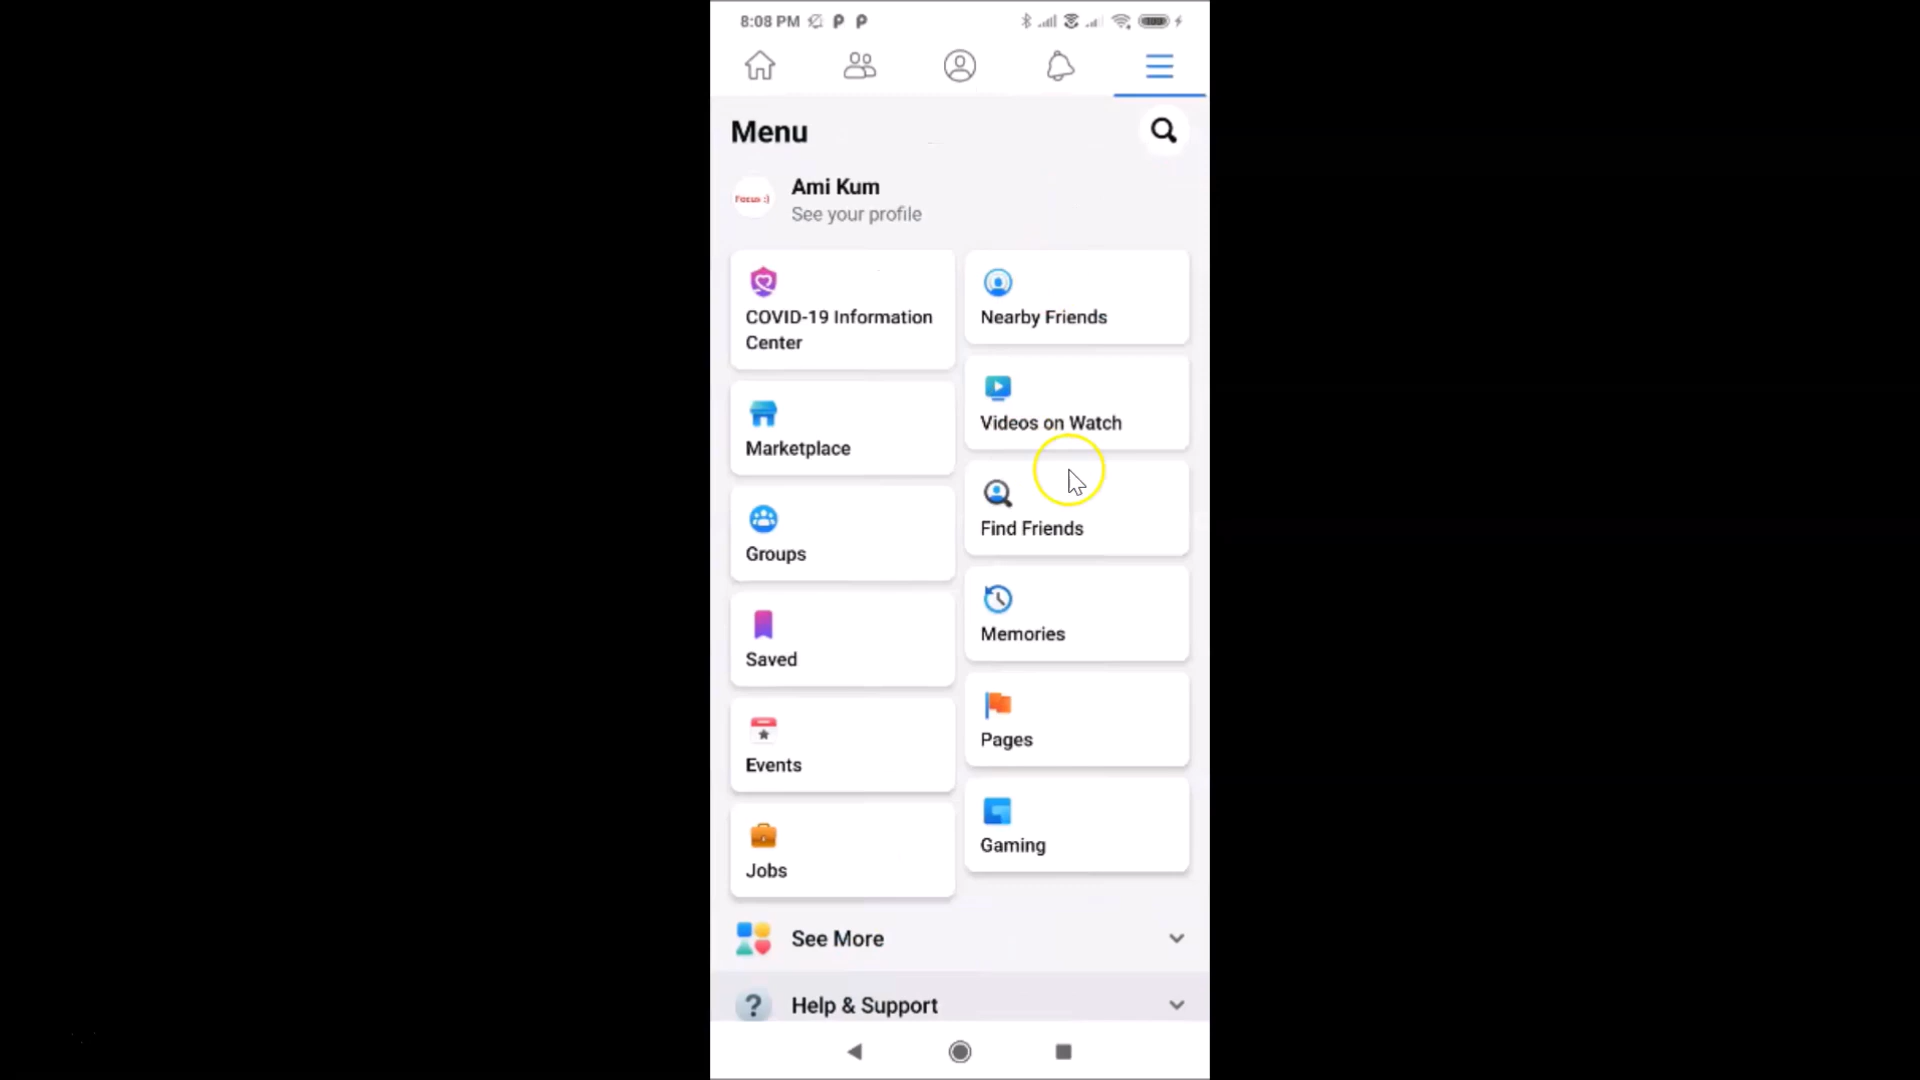 8:08 PM
Menu
Focus :)
Ami Kum
See your profile
COVID-19 Information
Center
Nearby Friends
Videos on Watch
Marketplace
Find Friends
Groups
Memories
Saved
Pages
Events
Gaming
Jobs
See More
? Help & Support